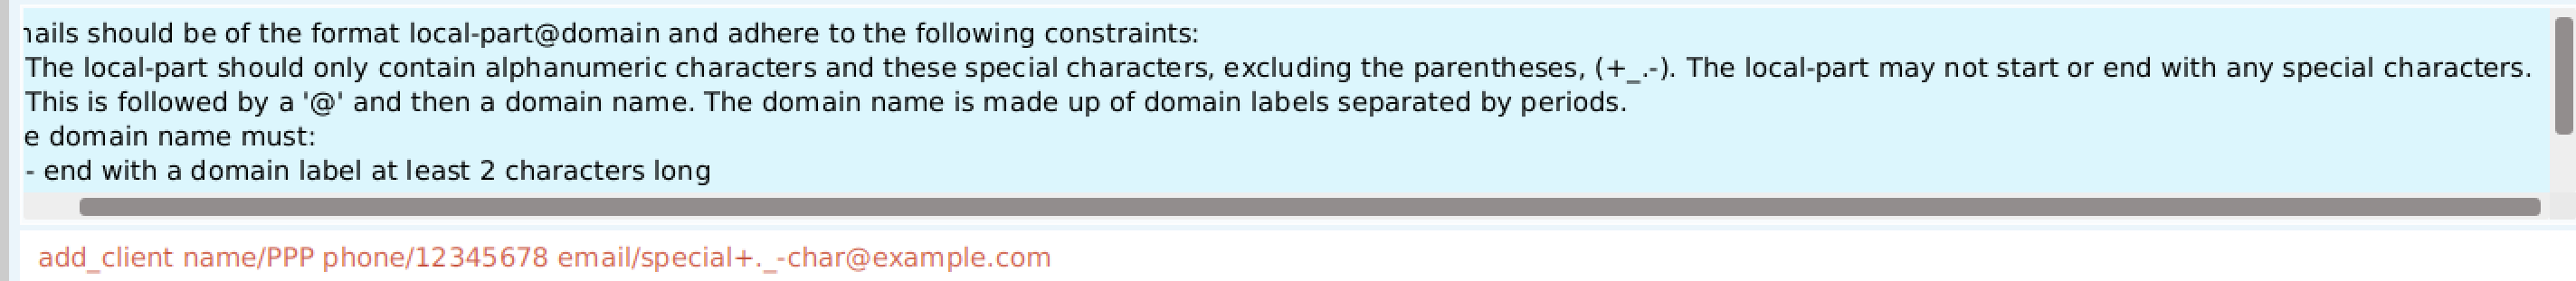 ails should be of the format local-part@domain and adhere to the following constraints:
The local-part should only contain alphanumeric characters and these special characters, excluding the parentheses, (+_.-). The local-part may not start or end with any special characters.
This is followed by a '@' and then a domain name. The domain name is made up of domain labels separated by periods.
e domain name must:
- end with a domain label at least 2 characters long
add_client name/PPP phone/12345678 email/special+._-char@example.com